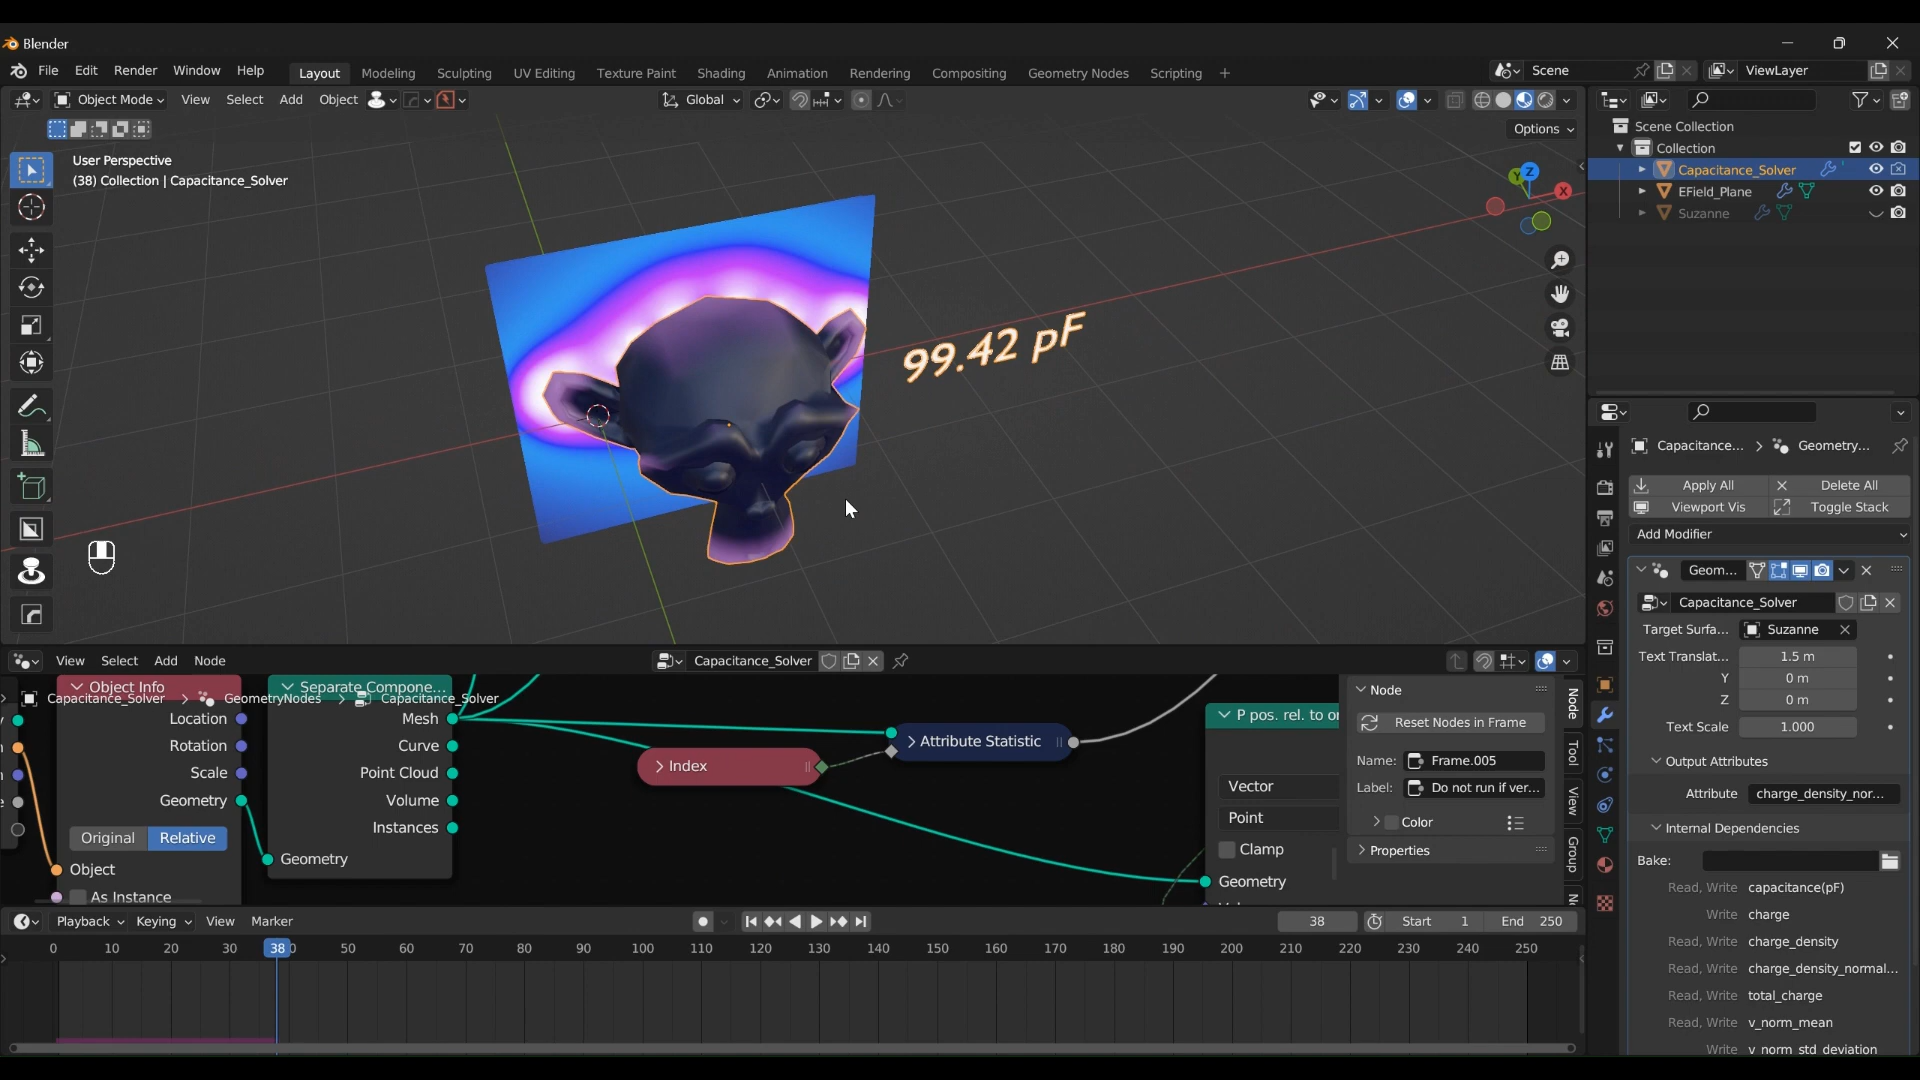 Blender
File Edit Render Window Help Layout Modeling Sculpting UV Editing Texture Paint Shading Animation Rendering Compositing Geometry Nodes Scripting + Scene ViewLayer
Object Mode View Select Add Object Global
Options
User Perspective
(38) Collection | Capacitance_Solver
Z
Y
X
99.42 pF
Scene Collection
Collection
Capacitance_Solver
EField_Plane
Suzanne
Capacitance... > Geometry...
Apply All Delete All
Viewport Vis Toggle Stack
Add Modifier
Geom...
Capacitance_Solver
Target Surfa... Suzanne
Text Translat... 1.5 m
Y 0 m
Z 0 m
Text Scale 1.000
Output Attributes
Attribute charge_density_nor...
Internal Dependencies
Bake:
Read, Write capacitance(pF)
Write charge
Read, Write charge_density
Read, Write charge_density_normal...
Read, Write total_charge
Read, Write v_norm_mean
Write v_norm_std_deviation
View Select Add Node Capacitance_Solver
Capacitance_Solver > GeometryNodes > Capacitance_Solver
Object Info
Location
Rotation
Scale
Geometry
Original Relative
Object
As Instance
Separate Compone...
Mesh
Curve
Point Cloud
Volume
Instances
Geometry
Index
Attribute Statistic
P pos. rel. to or
Vector
Point
Clamp
Geometry
Node
Reset Nodes in Frame
Name: Frame.005
Label: Do not run if ver...
Color
Properties
Node
Tool
View
Group
Playback Keying View Marker 38 Start 1 End 250
0 10 20 30 38 50 60 70 80 90 100 110 120 130 140 150 160 170 180 190 200 210 220 230 240 250